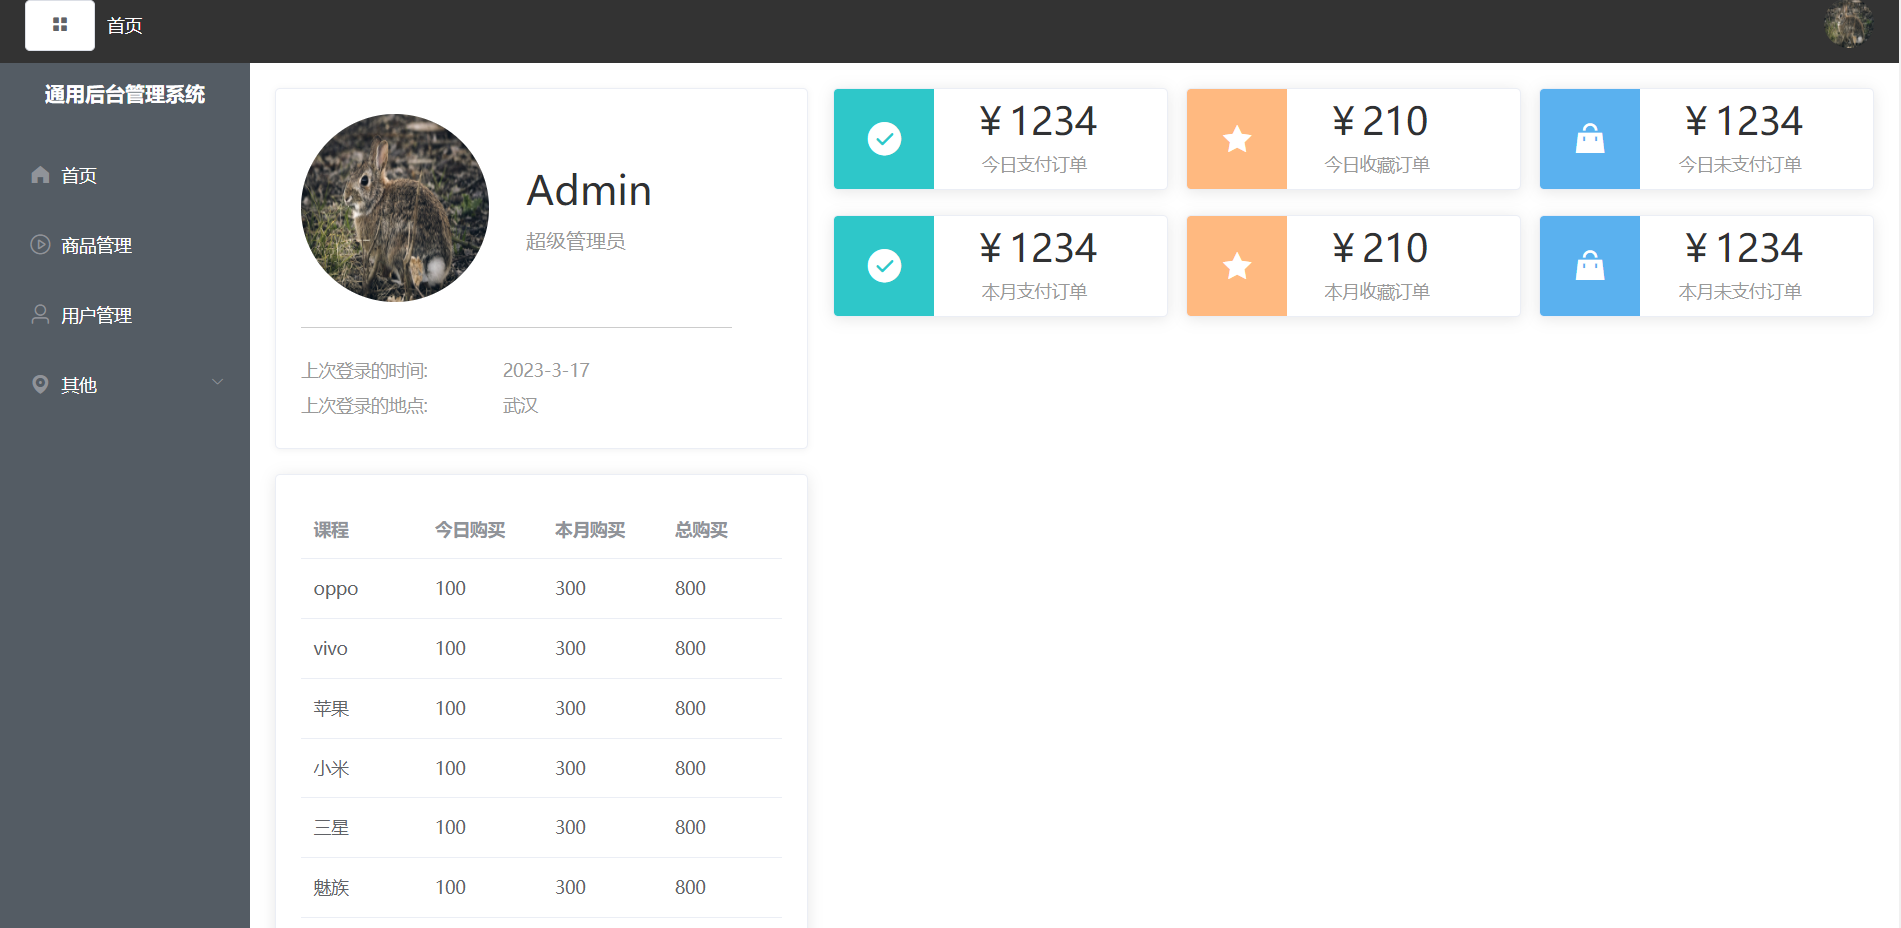 首页
通用后台管理系统
首页
商品管理
用户管理
其他
Admin
超级管理员
上次登录的时间: 2023-3-17
上次登录的地点: 武汉
课程 今日购买 本月购买 总购买
oppo 100 300 800
vivo 100 300 800
苹果 100 300 800
小米 100 300 800
三星 100 300 800
魅族 100 300 800
￥1234
今日支付订单
￥210
今日收藏订单
￥1234
今日未支付订单
￥1234
本月支付订单
￥210
本月收藏订单
￥1234
本月未支付订单